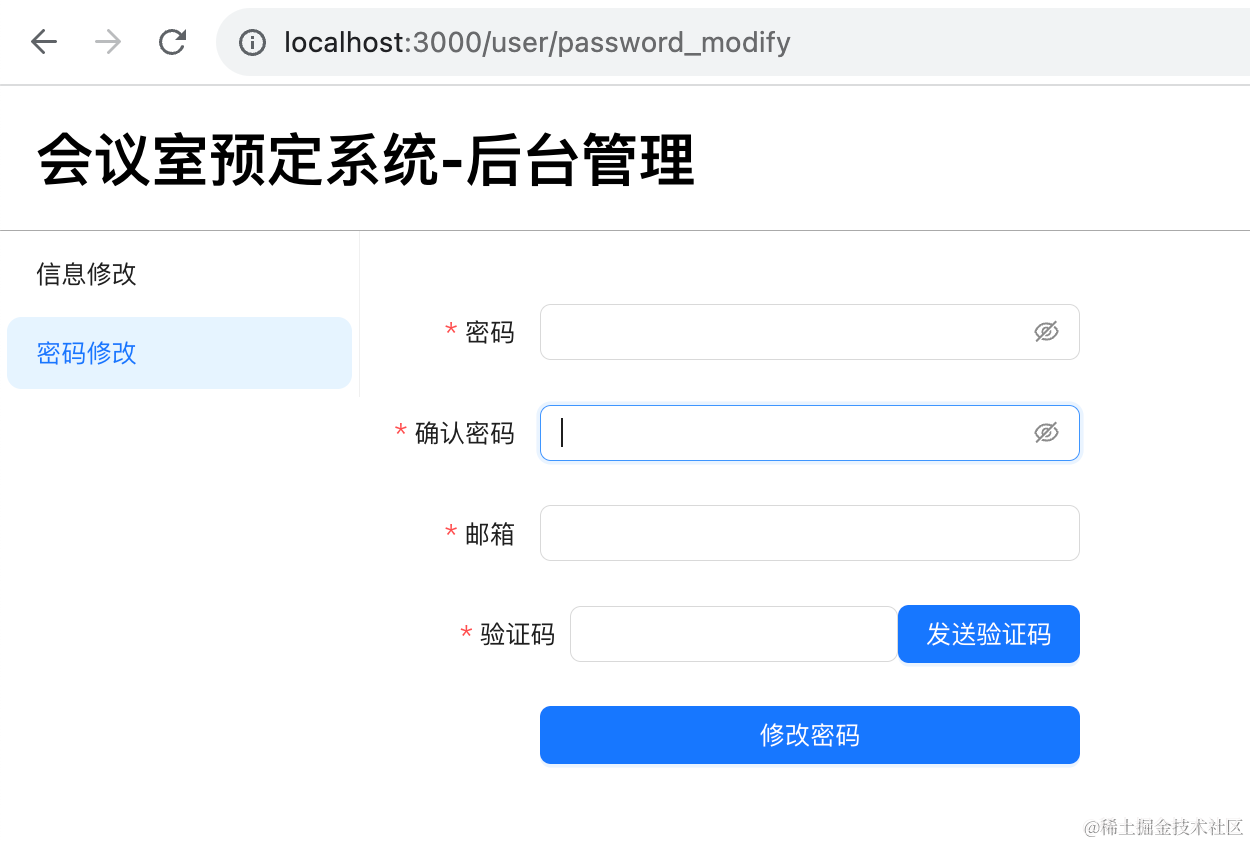 localhost:3000/user/password_modify
会议室预定系统-后台管理
信息修改
密码修改
* 密码
* 确认密码
* 邮箱
* 验证码 发送验证码
修改密码
@稀土掘金技术社区